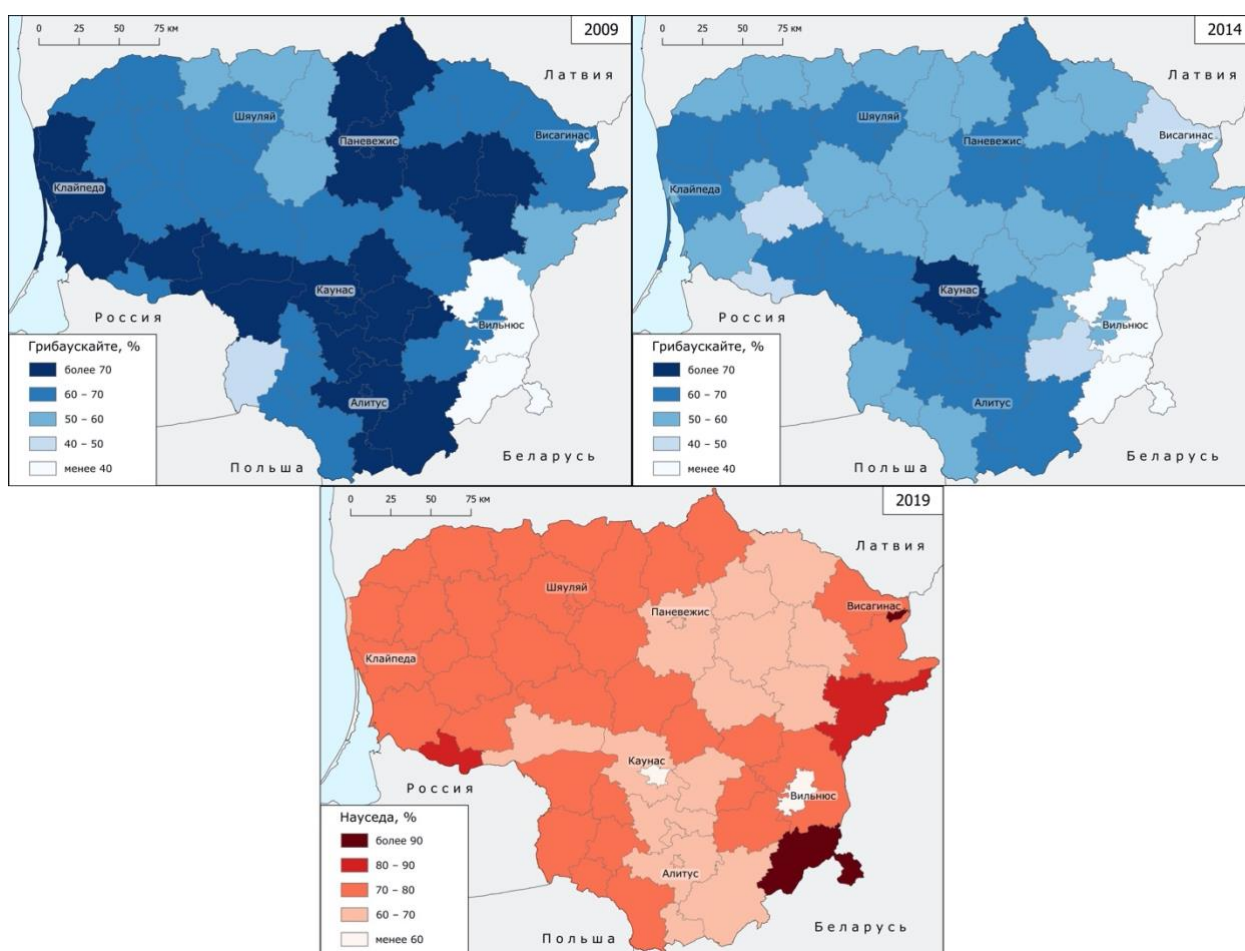 0 25 50 75 км
2009
Латвия
Шяуляй
Висагинас
Паневежис
Клайпеда
Каунас
Россия
Вильнюс
Грибаускайте, %
более 70
60 – 70
50 – 60
40 – 50
менее 40
Алитус
Польша
Беларусь
0 25 50 75 км
2014
Латвия
Шяуляй
Висагинас
Паневежис
Клайпеда
Каунас
Россия
Вильнюс
Грибаускайте, %
более 70
60 – 70
50 – 60
40 – 50
менее 40
Алитус
Польша
Беларусь
0 25 50 75 км
2019
Латвия
Шяуляй
Висагинас
Паневежис
Клайпеда
Каунас
Россия
Вильнюс
Науседа, %
более 90
80 – 90
70 – 80
60 – 70
менее 60
Алитус
Польша
Беларусь